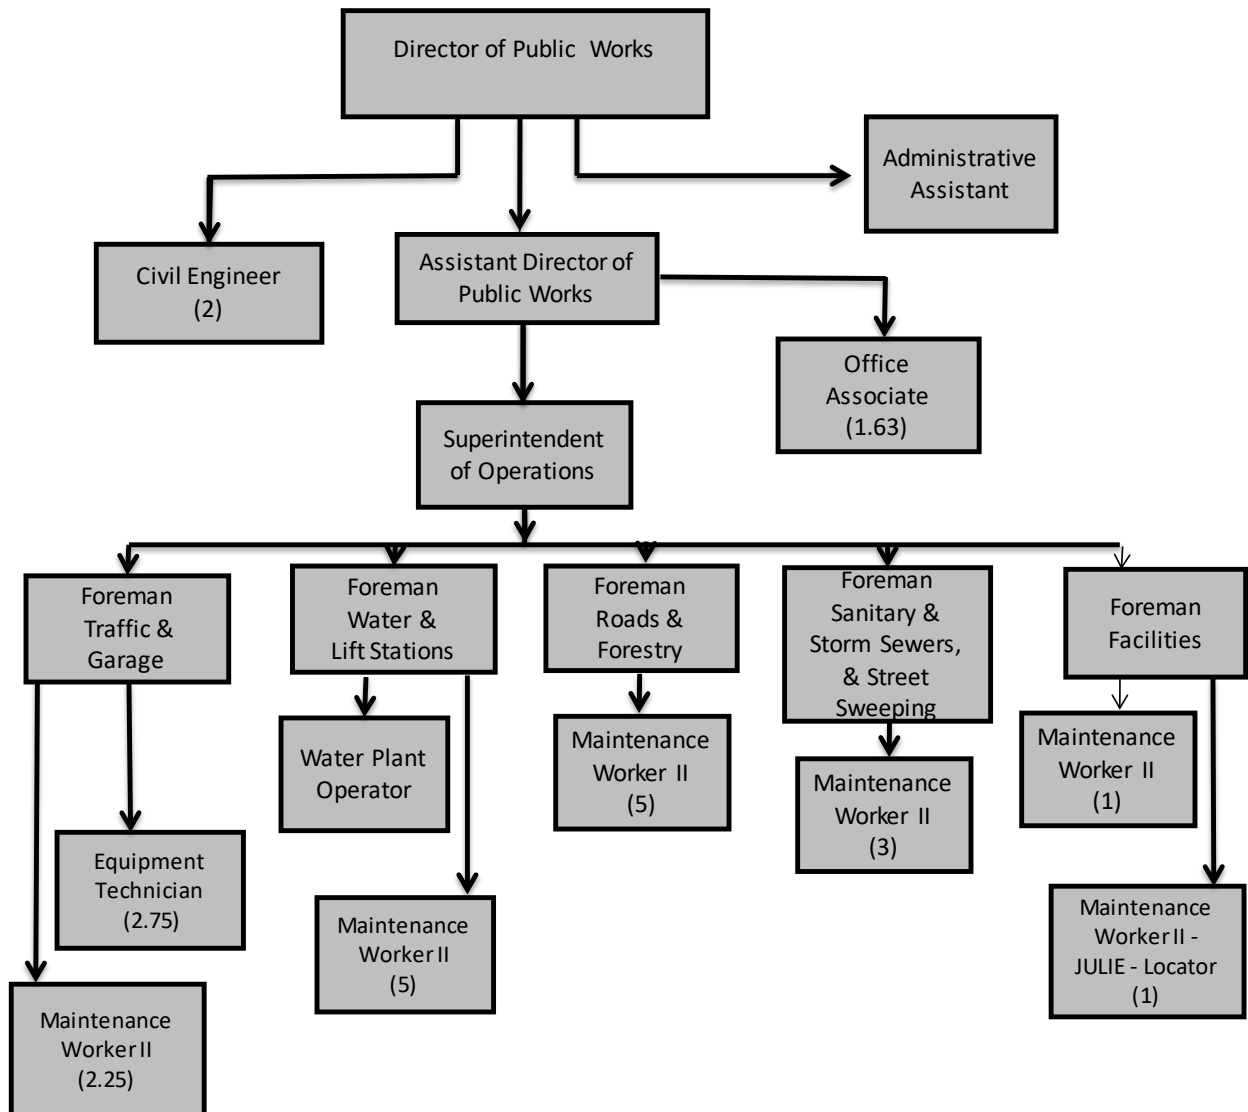 Director of Public Works
Administrative
Assistant
Civil Engineer
(2)
Assistant Director of
Public Works
Office
Associate
(1.63)
Superintendent
of Operations
Foreman
Traffic &
Garage
Foreman
Water &
Lift Stations
Foreman
Roads &
Forestry
Foreman
Sanitary &
Storm Sewers,
& Street
Sweeping
Foreman
Facilities
Water Plant
Operator
Maintenance
Worker II
(5)
Maintenance
Worker II
(3)
Maintenance
Worker II
(1)
Equipment
Technician
(2.75)
Maintenance
Worker II
(5)
Maintenance
Worker II -
JULIE - Locator
(1)
Maintenance
Worker II
(2.25)